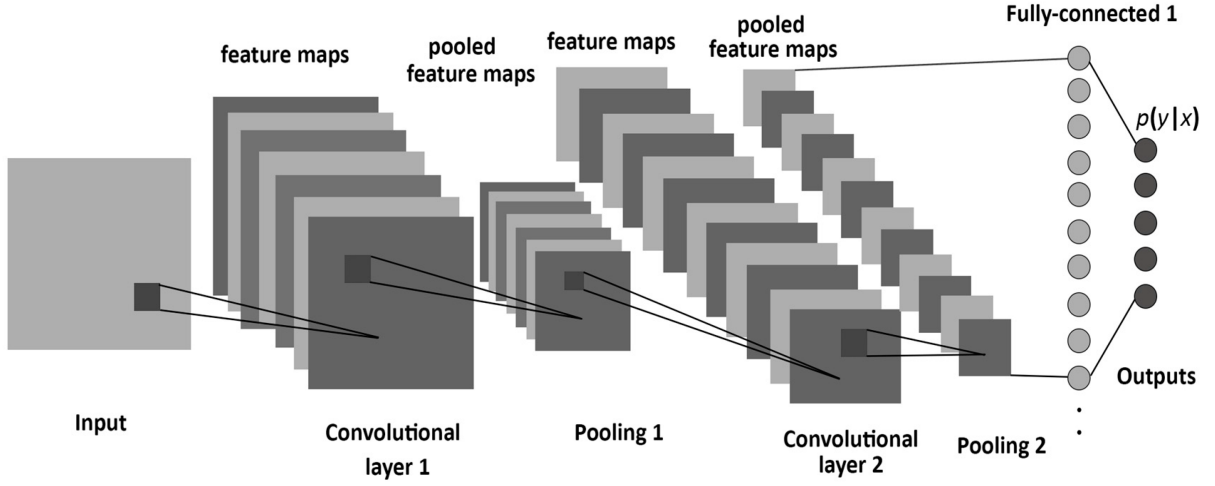 feature maps
pooled
feature maps
feature maps
pooled
feature maps
Fully-connected 1
p(y|x)
Input
Convolutional
layer 1
Pooling 1
Convolutional
layer 2
Pooling 2
Outputs